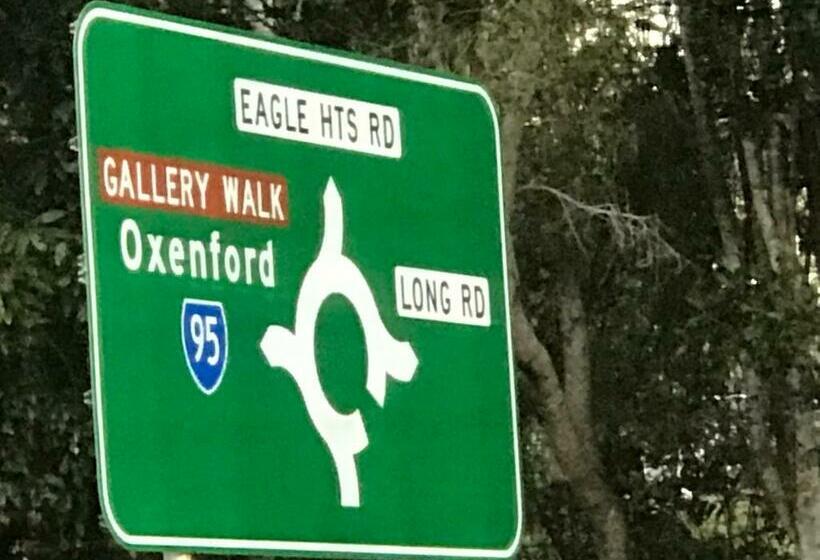 EAGLE HTS RD
GALLERY WALK
Oxenford
95
LONG RD